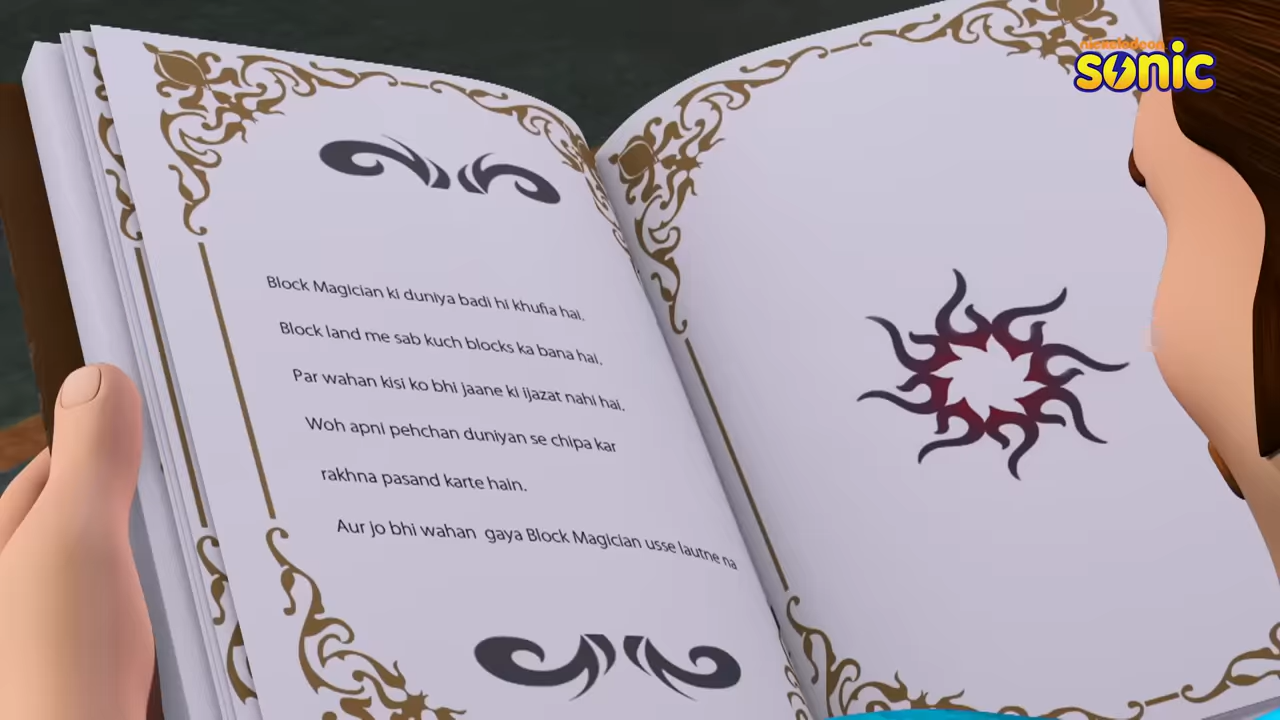 nickelodeon
sonic
Block Magician ki duniya badi hi khufia hai.
Block land me sab kuch blocks ka bana hai.
Par wahan kisi ko bhi jaane ki ijazat nahi hai.
Woh apni pehchan duniyan se chipa kar
rakhna pasand karte hain.
Aur jo bhi wahan gaya Block Magician usse lautne na